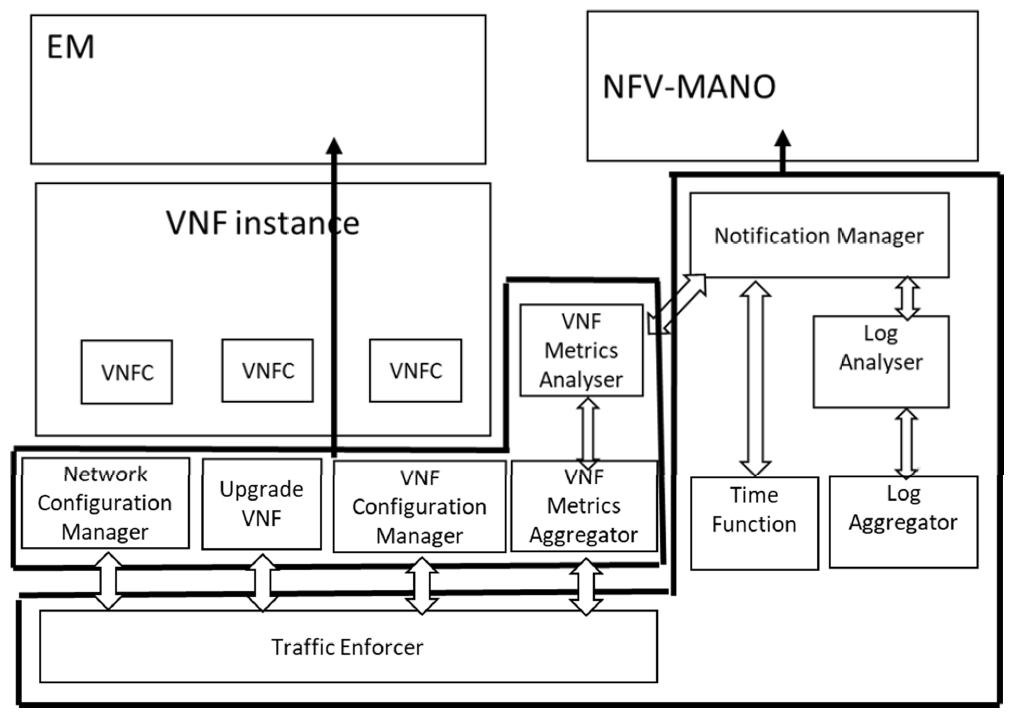 EM
NFV-MANO
VNF instance
Notification Manager
VNFC
VNFC
VNFC
VNF
Metrics
Analyser
Log
Analyser
Network
Configuration
Manager
Upgrade
VNF
VNF
Configuration
Manager
VNF
Metrics
Aggregator
Time
Function
Log
Aggregator
Traffic Enforcer